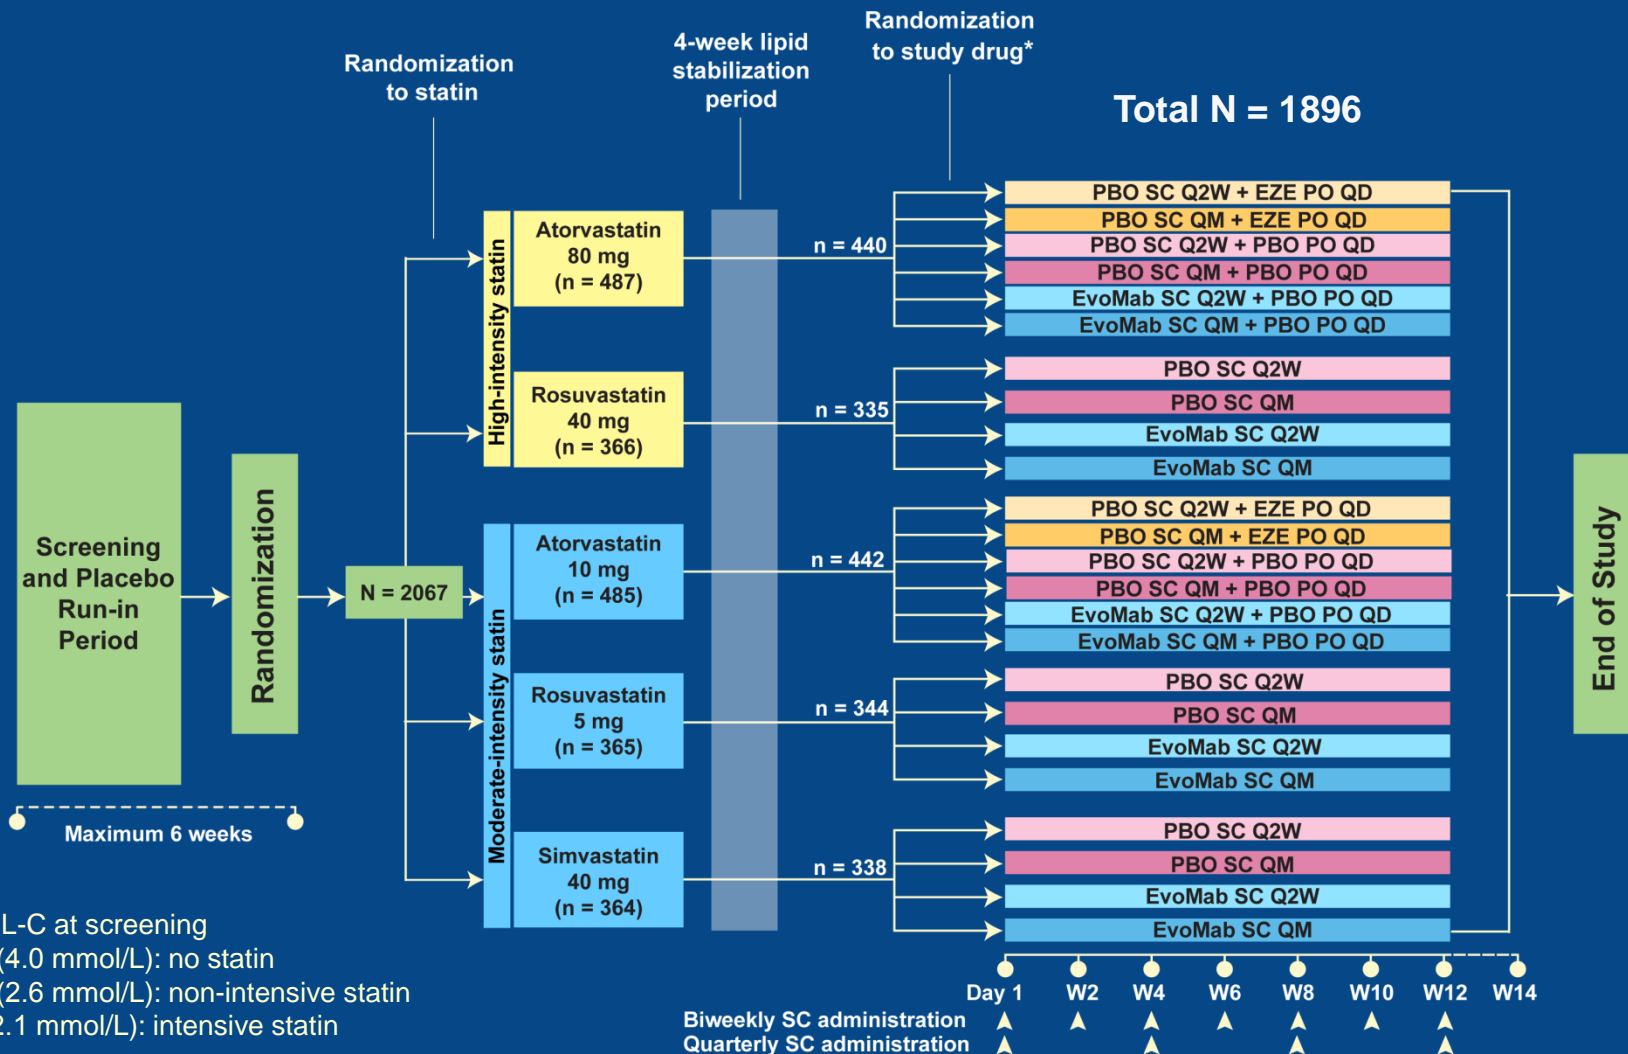 Randomization
to statin
4-week lipid
stabilization
period
Randomization
to study drug*
Total N = 1896
Screening
and Placebo
Run-in
Period
Maximum 6 weeks
Randomization
N = 2067
High-intensity statin
Atorvastatin
80 mg
(n = 487)
Rosuvastatin
40 mg
(n = 366)
Moderate-intensity statin
Atorvastatin
10 mg
(n = 485)
Rosuvastatin
5 mg
(n = 365)
Simvastatin
40 mg
(n = 364)
n = 440
PBO SC Q2W + EZE PO QD
PBO SC QM + EZE PO QD
PBO SC Q2W + PBO PO QD
PBO SC QM + PBO PO QD
EvoMab SC Q2W + PBO PO QD
EvoMab SC QM + PBO PO QD
n = 335
PBO SC Q2W
PBO SC QM
EvoMab SC Q2W
EvoMab SC QM
n = 442
PBO SC Q2W + EZE PO QD
PBO SC QM + EZE PO QD
PBO SC Q2W + PBO PO QD
PBO SC QM + PBO PO QD
EvoMab SC Q2W + PBO PO QD
EvoMab SC QM + PBO PO QD
n = 344
PBO SC Q2W
PBO SC QM
EvoMab SC Q2W
EvoMab SC QM
n = 338
PBO SC Q2W
PBO SC QM
EvoMab SC Q2W
EvoMab SC QM
End of Study
L-C at screening
(4.0 mmol/L): no statin
(2.6 mmol/L): non-intensive statin
2.1 mmol/L): intensive statin
Day 1 W2 W4 W6 W8 W10 W12 W14
Biweekly SC administration
Quarterly SC administration